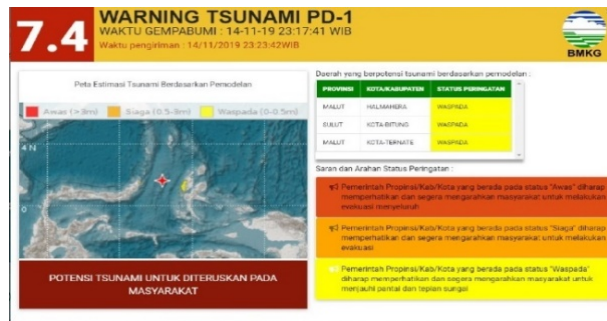 7.4
WARNING TSUNAMI PD-1
WAKTU GEMPABUMI : 14-11-19 23:17:41 WIB
Waktu pengiriman : 14/11/2019 23:23:42WIB
BMKG
Peta Estimasi Tsunami Berdasarkan Pemodelan
Awas (>3m) Siaga (0.5-3m) Waspada (0-0.5m)
4 N
0
POTENSI TSUNAMI UNTUK DITERUSKAN PADA
MASYARAKAT
Daerah yang berpotensi tsunami berdasarkan pemodelan :
PROVINSI KOTA/KABUPATEN STATUS PERINGATAN
MALUT HALMAHERA WASPADA
SULUT KOTA-BITUNG WASPADA
MALUT KOTA-TERNATE WASPADA
Saran dan Arahan Status Peringatan :
Pemerintah Propinsi/Kab/Kota yang berada pada status "Awas" diharap
memperhatikan dan segera mengarahkan masyarakat untuk melakukan
evakuasi menyeluruh
Pemerintah Propinsi/Kab/Kota yang berada pada status "Siaga" diharap
memperhatikan dan segera mengarahkan masyarakat untuk melakukan
evakuasi
Pemerintah Propinsi/Kab/Kota yang berada pada status "Waspada"
diharap memperhatikan dan segera mengarahkan masyarakat untuk
menjauhi pantai dan tepian sungai